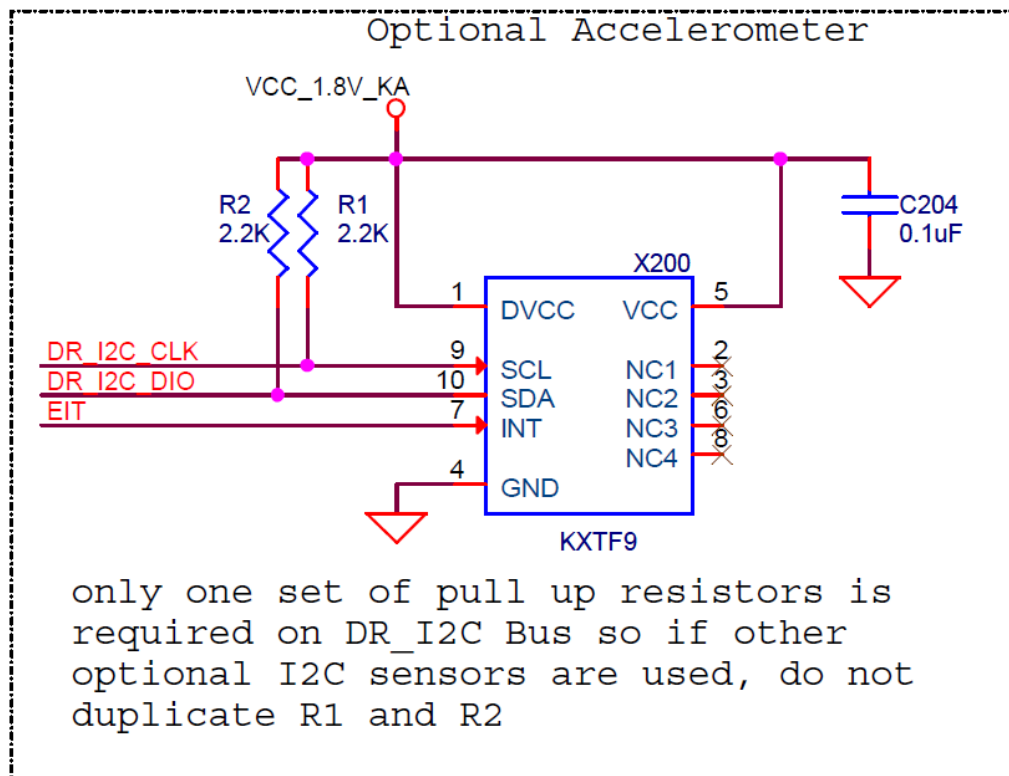 Optional Accelerometer
VCC_1.8V_KA
R2
2.2K
R1
2.2K
C204
0.1uF
X200
1
DVCC
VCC
5
DR_I2C_CLK
9
SCL
NC1
2
DR_I2C_DIO
10
SDA
NC2
3
EIT
7
INT
NC3
6
NC4
8
4
GND
KXTF9
only one set of pull up resistors is
required on DR_I2C Bus so if other
optional I2C sensors are used, do not
duplicate R1 and R2